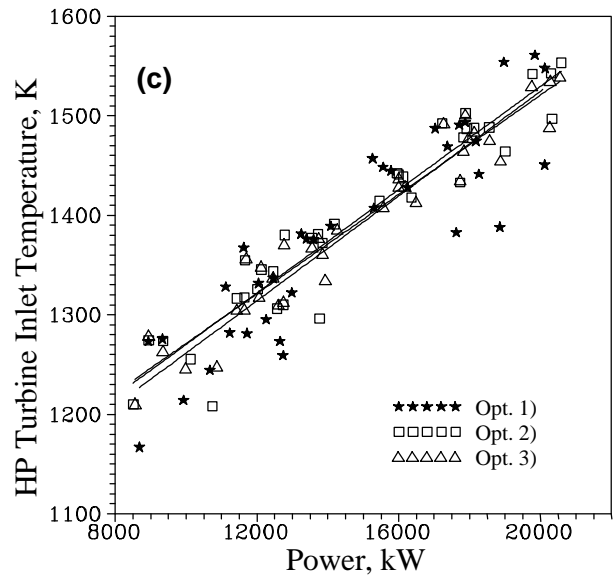 1600
(c)
1500
1400
1300
1200
1100
HP Turbine Inlet Temperature, K
Opt. 1)
Opt. 2)
Opt. 3)
8000 12000 16000 20000
Power, kW